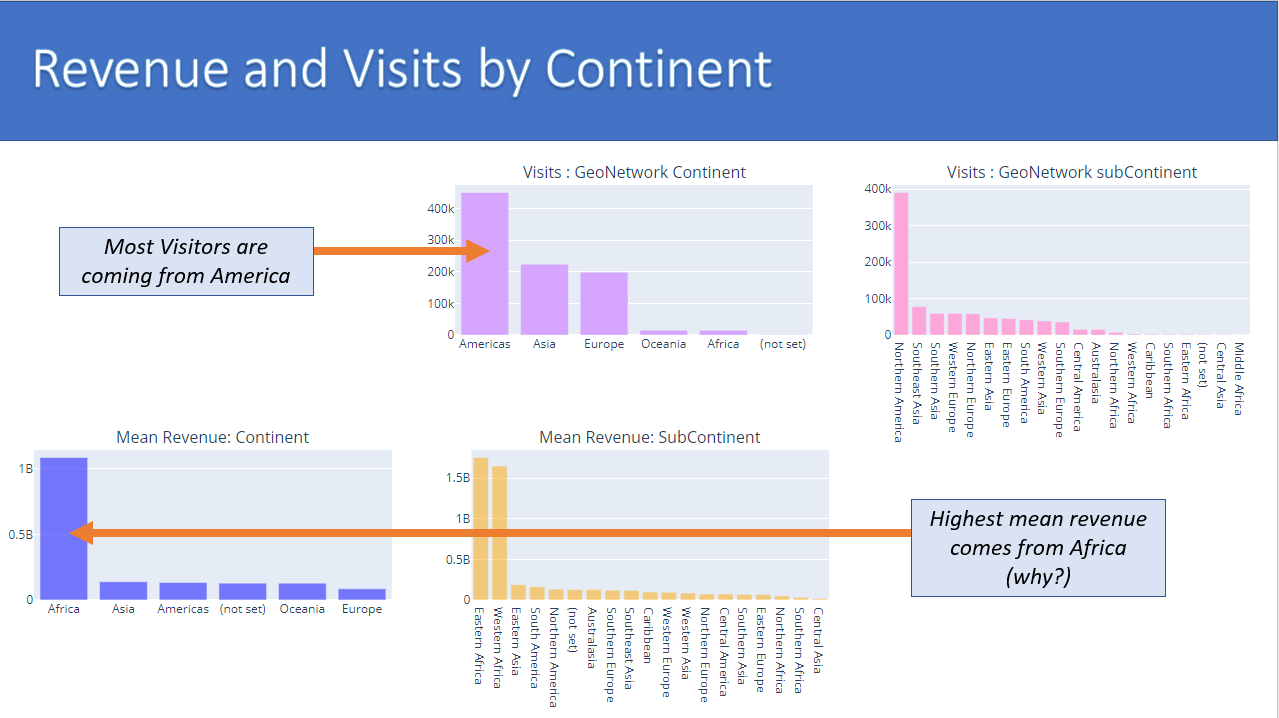 Revenue and Visits by Continent
Most Visitors are
coming from America
Visits : GeoNetwork Continent
400k
300k
200k
100k
0
Americas
Asia
Europe
Oceania
Africa
(not set)
Visits : GeoNetwork subContinent
400k
300k
200k
100k
0
Northern America
Southeast Asia
Southern Asia
Western Europe
Northern Europe
Eastern Asia
Eastern Europe
South America
Western Asia
Southern Europe
Central America
Australasia
Northern Africa
Western Africa
Caribbean
Southern Africa
Eastern Africa
(not set)
Central Asia
Middle Africa
Mean Revenue: Continent
1B
0.5B
0
Africa
Asia
Americas
(not set)
Oceania
Europe
Mean Revenue: SubContinent
1.5B
1B
0.5B
0
Eastern Africa
Western Africa
Eastern Asia
South America
Northern America
(not set)
Australasia
Southern Europe
Southeast Asia
Caribbean
Western Europe
Western Asia
Northern Europe
Central America
Southern Asia
Eastern Europe
Northern Africa
Southern Africa
Central Asia
Highest mean revenue
comes from Africa
(why?)